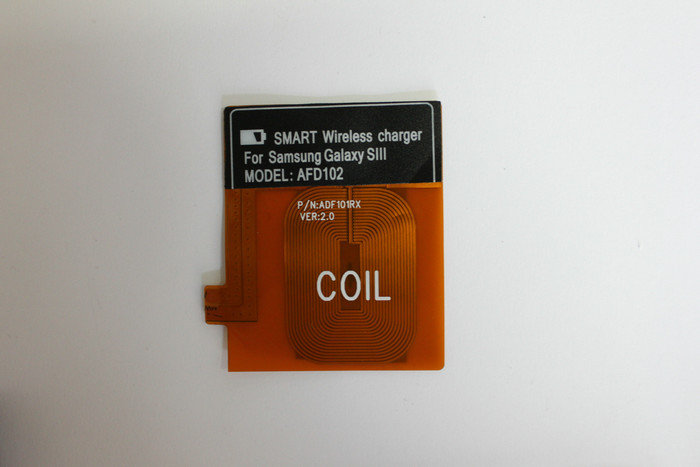 SMART Wireless charger
For Samsung Galaxy SIII
MODEL: AFD102
P/N:ADF101RX
VER:2.0
COIL